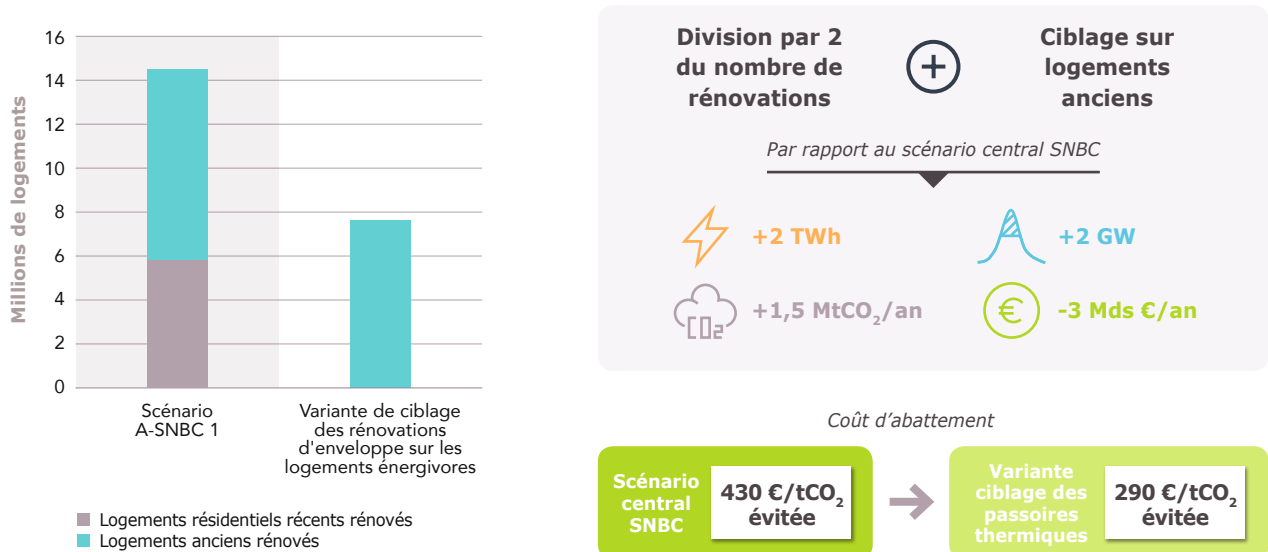 Millions de logements
16
14
12
10
8
6
4
2
0
Scénario
A-SNBC 1
Variante de ciblage
des rénovations
d'enveloppe sur les
logements énergivores
Logements résidentiels récents rénovés
Logements anciens rénovés
Division par 2
du nombre de
rénovations
+
Ciblage sur
logements
anciens
Par rapport au scénario central SNBC
+2 TWh
+2 GW
CO₂
+1,5 MtCO₂/an
€
-3 Mds €/an
Coût d'abattement
Scénario
central
SNBC
430 €/tCO₂
évitée
Variante
ciblage des
passoires
thermiques
290 €/tCO₂
évitée